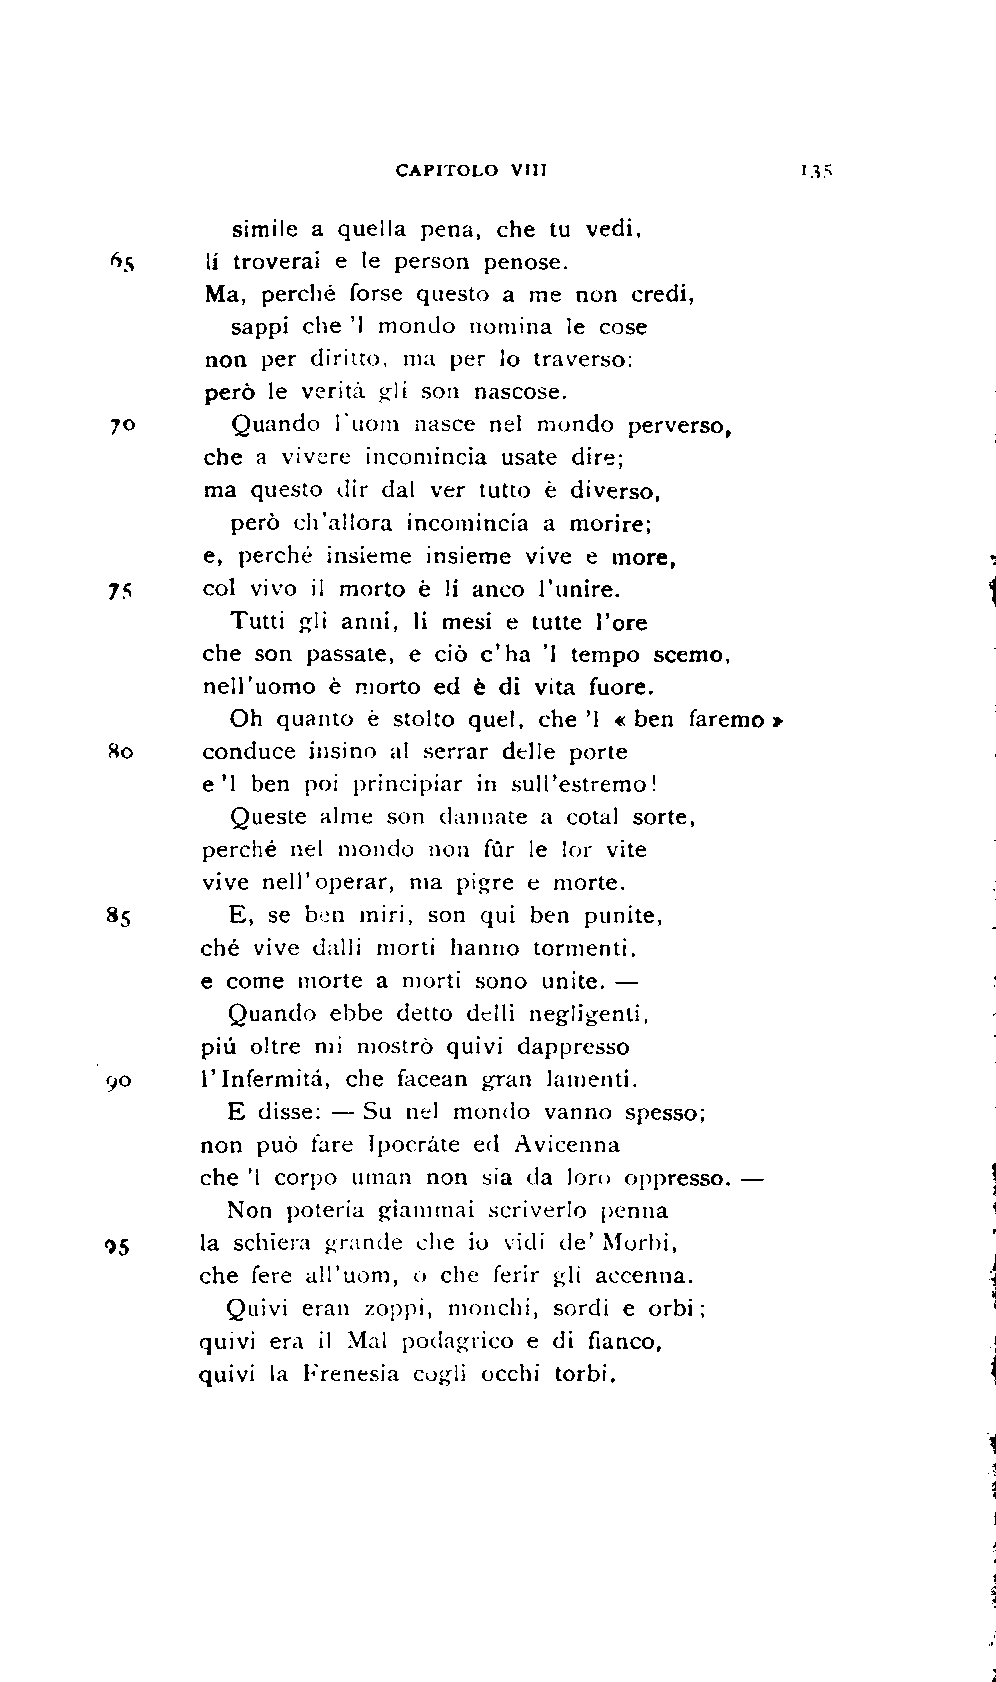 CAPITOLO VIII 135
simile a quella pena, che tu vedi,
65 lí troverai e le person penose.
Ma, perché forse questo a me non credi,
sappi che 'l mondo nomina le cose
non per diritto, ma per lo traverso:
però le veritá gli son nascose.
70 Quando l'uom nasce nel mondo perverso,
che a vivere incomincia usate dire;
ma questo dir dal ver tutto è diverso,
però ch'allora incomincia a morire;
e, perché insieme insieme vive e more,
75 col vivo il morto è lí anco l'unire.
Tutti gli anni, li mesi e tutte l'ore
che son passate, e ciò c'ha 'l tempo scemo,
nell'uomo è morto ed è di vita fuore.
Oh quanto è stolto quel, che 'l « ben faremo »
80 conduce insino al serrar delle porte
e 'l ben poi principiar in sull'estremo!
Queste alme son dannate a cotal sorte,
perché nel mondo non fûr le lor vite
vive nell'operar, ma pigre e morte.
85 E, se ben miri, son qui ben punite,
ché vive dalli morti hanno tormenti,
e come morte a morti sono unite. —
Quando ebbe detto delli negligenti,
piú oltre mi mostrò quivi dappresso
90 l'Infermitá, che facean gran lamenti.
E disse: — Su nel mondo vanno spesso;
non può fare Ipocráte ed Avicenna
che 'l corpo uman non sia da loro oppresso. —
Non poteria giammai scriverlo penna
95 la schiera grande che io vidi de' Morbi,
che fere all'uom, o che ferir gli accenna.
Quivi eran zoppi, monchi, sordi e orbi;
quivi era il Mal podagrico e di fianco,
quivi la Frenesia cogli occhi torbi.